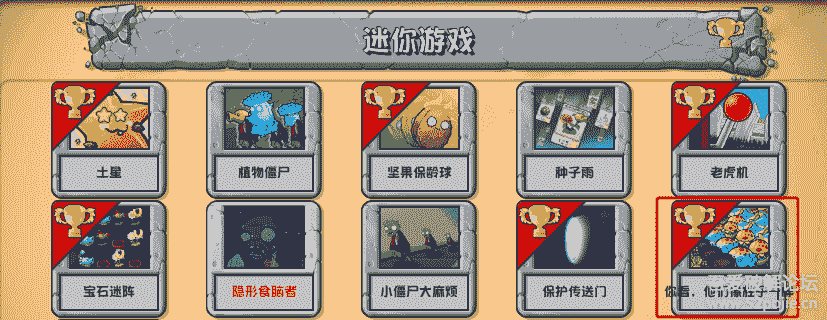 迷你游戏
土星
植物僵尸
坚果保龄球
种子雨
老虎机
宝石迷阵
隐形食脑者
小僵尸大麻烦
保护传送门
你看，他们像柱子一样